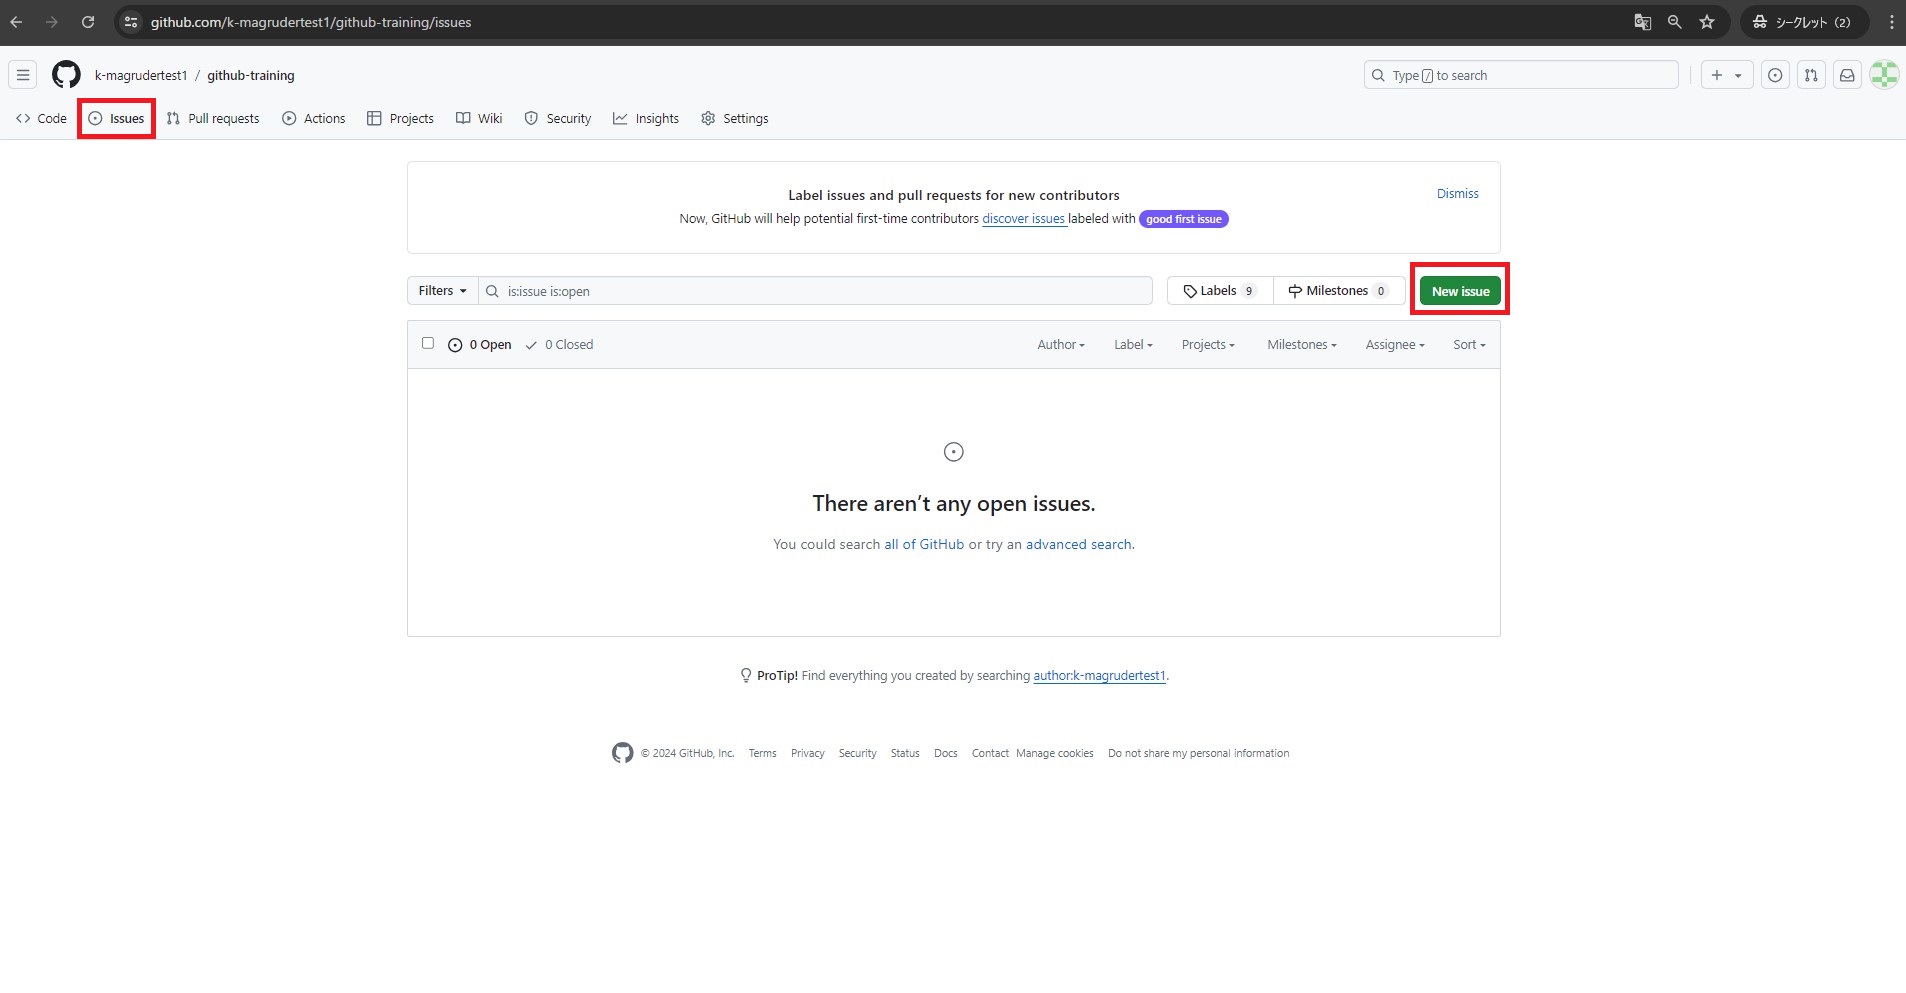 github.com/k-magrudertest1/github-training/issues
シークレット (2)
k-magrudertest1 / github-training
Type / to search
Code Issues Pull requests Actions Projects Wiki Security Insights Settings
Label issues and pull requests for new contributors
Dismiss
Now, GitHub will help potential first-time contributors discover issues labeled with good first issue
Filters is:issue is:open Labels 9 Milestones 0 New issue
0 Open 0 Closed Author Label Projects Milestones Assignee Sort
There aren’t any open issues.
You could search all of GitHub or try an advanced search.
ProTip! Find everything you created by searching author:k-magrudertest1.
© 2024 GitHub, Inc. Terms Privacy Security Status Docs Contact Manage cookies Do not share my personal information